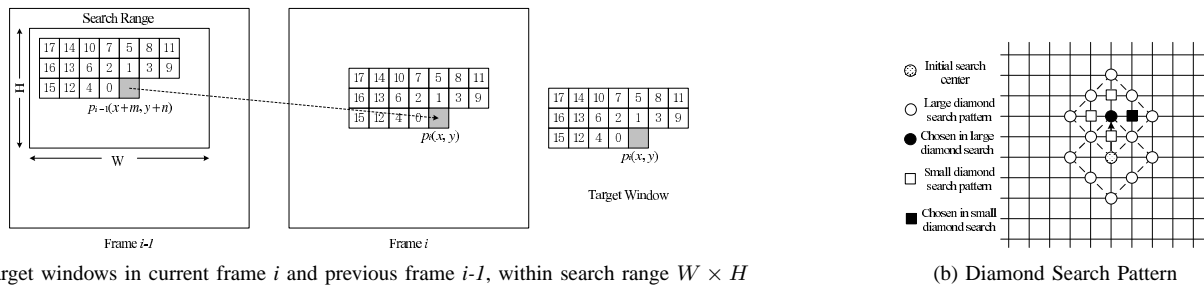 Search Range
17 14 10 7 5 8 11
16 13 6 2 1 3 9
15 12 4 0
pi−1(x+m, y+n)
H
W
Frame i-1
17 14 10 7 5 8 11
16 13 6 2 1 3 9
15 12 4 0
pi(x, y)
Frame i
17 14 10 7 5 8 11
16 13 6 2 1 3 9
15 12 4 0
pi(x, y)
Target Window
Initial search
center
Large diamond
search pattern
Chosen in large
diamond search
Small diamond
search pattern
Chosen in small
diamond search
arget windows in current frame i and previous frame i-1, within search range W × H
(b) Diamond Search Pattern